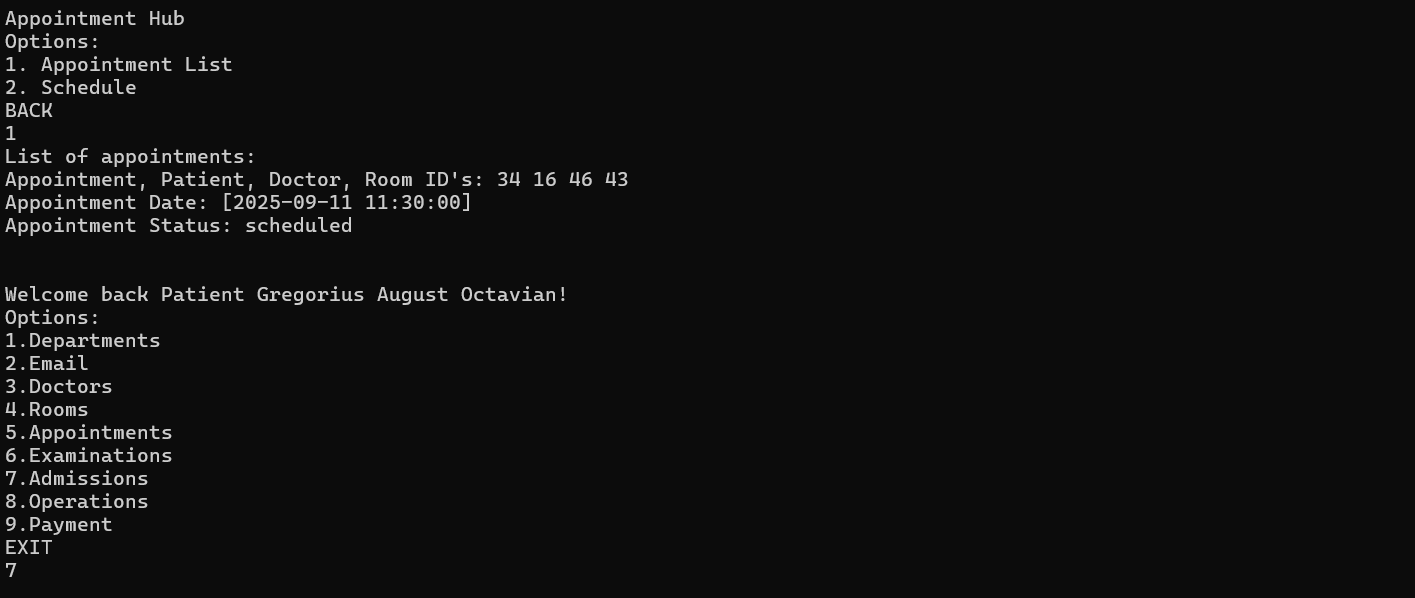 Appointment Hub
Options:
1. Appointment List
2. Schedule
BACK
1
List of appointments:
Appointment, Patient, Doctor, Room ID's: 34 16 46 43
Appointment Date: [2025-09-11 11:30:00]
Appointment Status: scheduled
Welcome back Patient Gregorius August Octavian!
Options:
1.Departments
2.Email
3.Doctors
4.Rooms
5.Appointments
6.Examinations
7.Admissions
8.Operations
9.Payment
EXIT
7